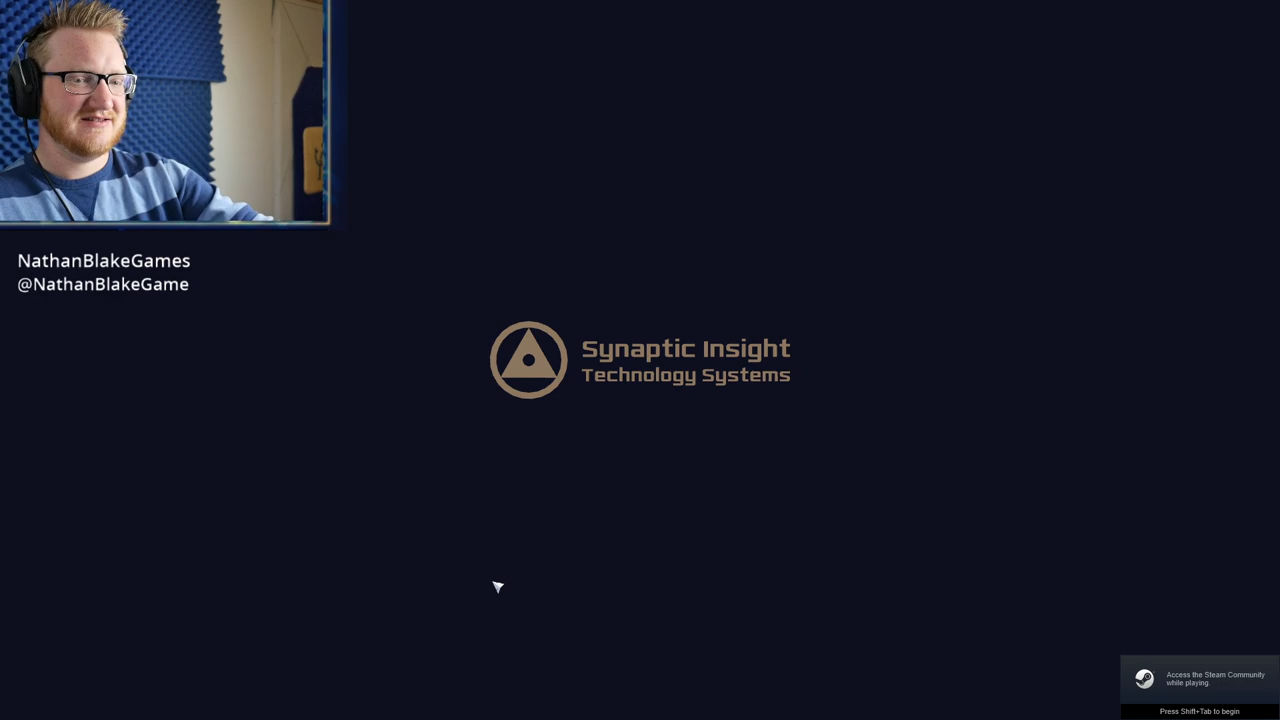 NathanBlakeGames
@NathanBlakeGame
Synaptic Insight
Technology Systems
Access the Steam Community
while playing.
Press Shift+Tab to begin